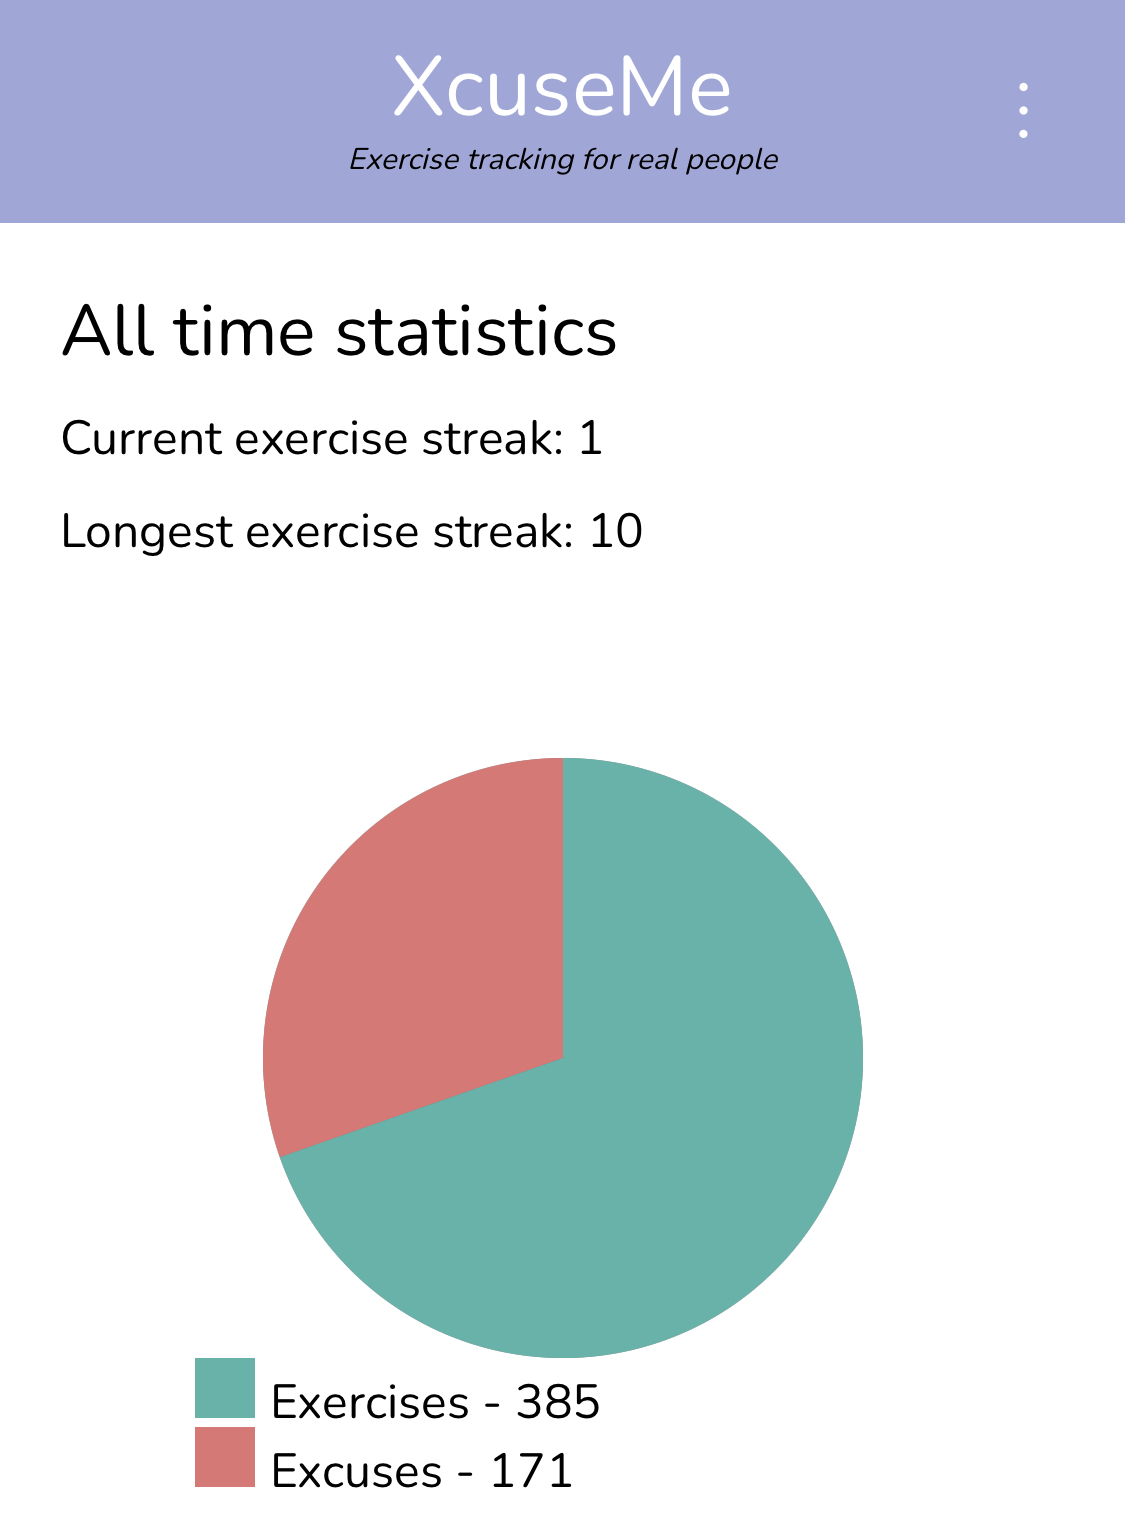 XcuseMe
Exercise tracking for real people
All time statistics
Current exercise streak: 1
Longest exercise streak: 10
Exercises - 385
Excuses - 171